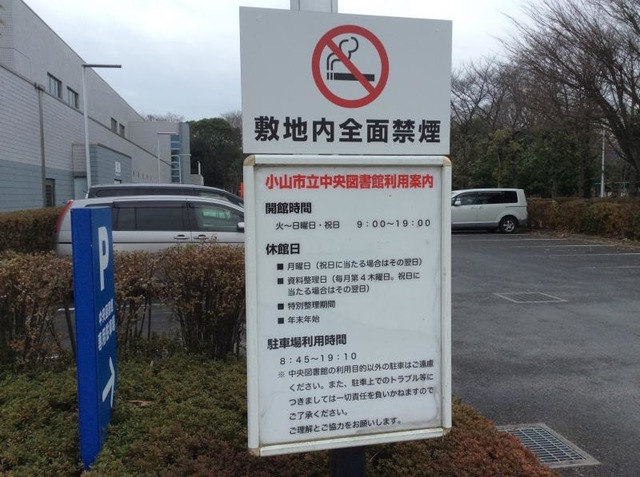 敷地内全面禁煙
小山市立中央図書館利用案内
開館時間
火～日曜日・祝日 9:00～19:00
休館日
■ 月曜日（祝日に当たる場合はその翌日）
■ 資料整理日（毎月第4木曜日。祝日に
当たる場合はその翌日）
■ 特別整理期間
■ 年末年始
駐車場利用時間
8:45～19:10
※ 中央図書館の利用目的以外の駐車はご遠慮
ください。また、駐車上でのトラブル等に
つきましては一切責任を負いかねますので
ご了承ください。
ご理解とご協力をお願いします。
P
中央図書館